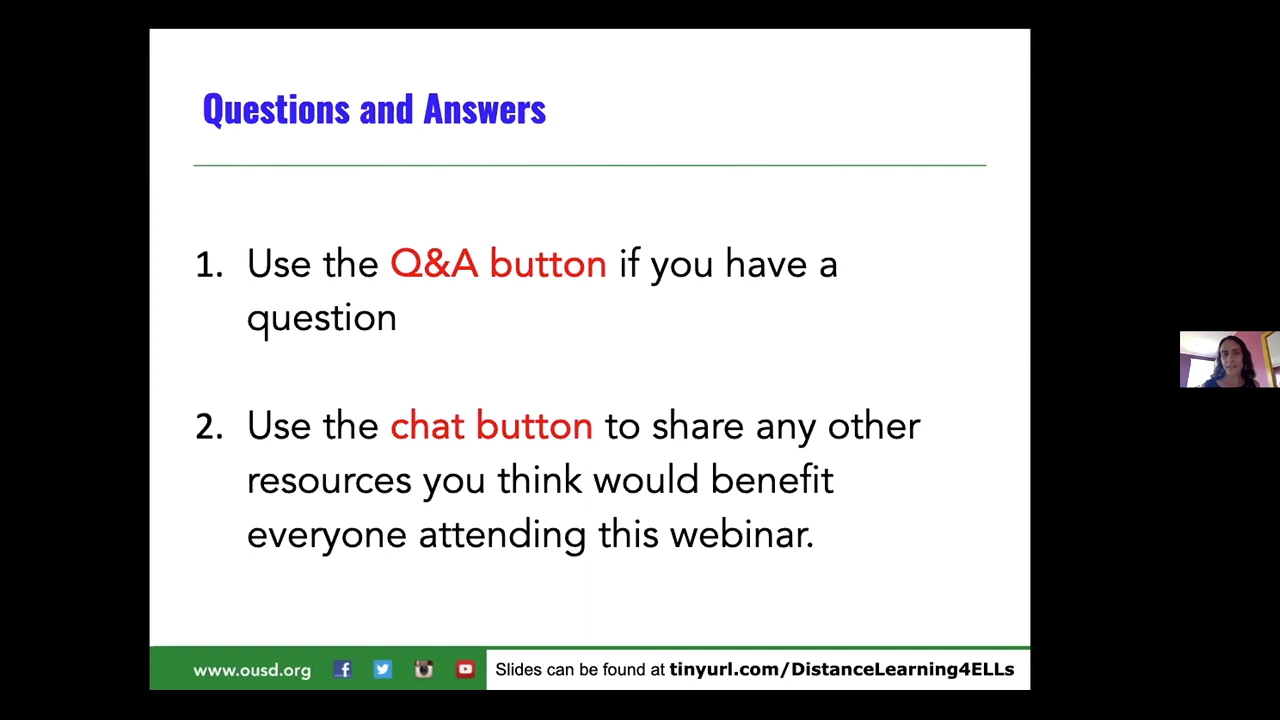 Questions and Answers
1. Use the Q&A button if you have a
question
2. Use the chat button to share any other
resources you think would benefit
everyone attending this webinar.
www.ousd.org
Slides can be found at tinyurl.com/DistanceLearning4ELLs